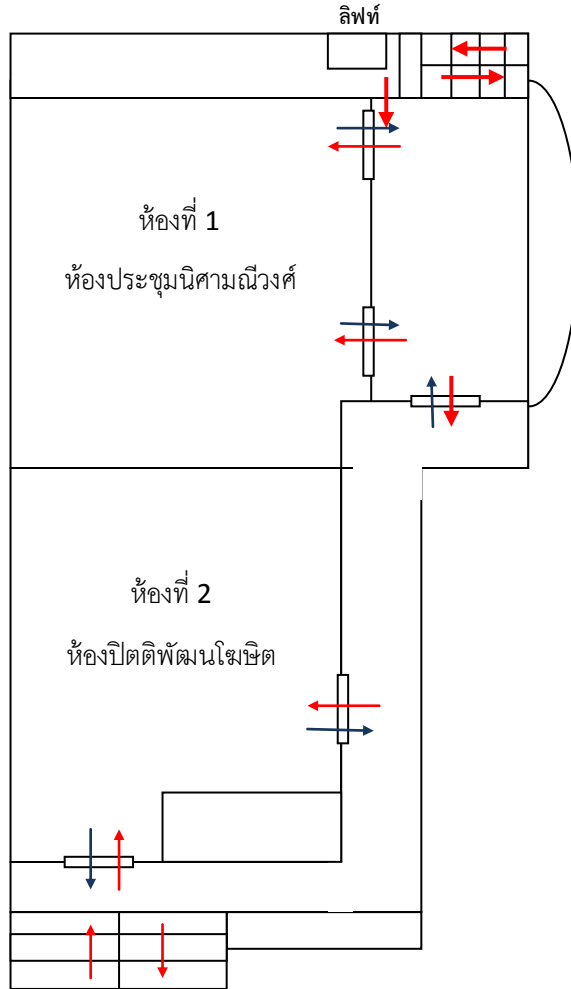 ลิฟท์
ห้องที่ 1
ห้องประชุมนิศามณีวงศ์
ห้องที่ 2
ห้องปิตติพัฒนโฆษิต